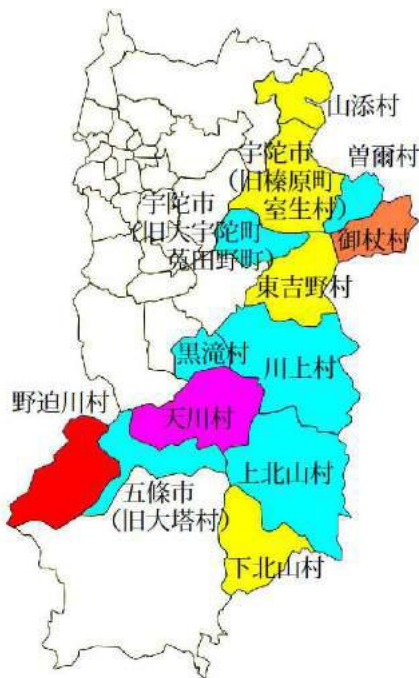 山添村
宇陀市
（旧榛原町
室生村）
曽爾村
宇陀市
（旧大宇陀町
菟田野町）
御杖村
東吉野村
黒滝村
川上村
野迫川村
天川村
上北山村
五條市
（旧大塔村）
下北山村